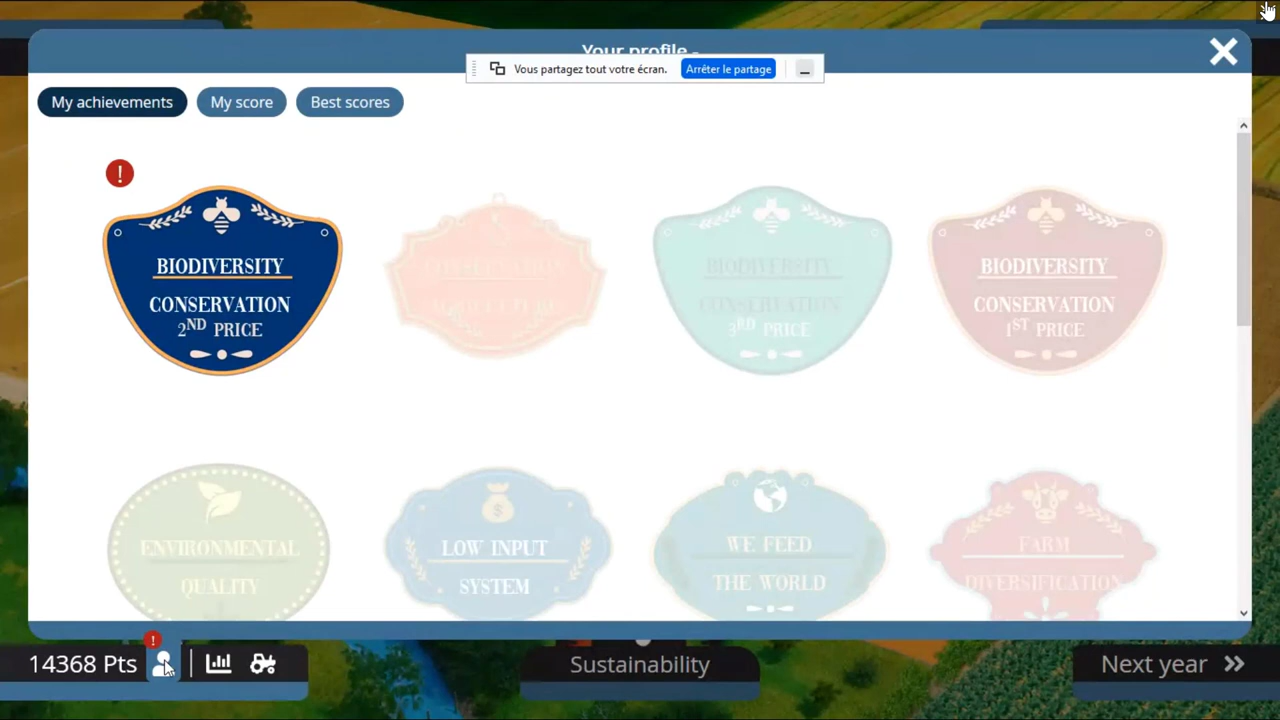 Your profile -
Vous partagez tout votre écran.
Arrêter le partage
My achievements
My score
Best scores
!
BIODIVERSITY
CONSERVATION
2ND PRICE
CONSERVATION
AGRICULTURE
BIODIVERSITY
CONSERVATION
3RD PRICE
BIODIVERSITY
CONSERVATION
1ST PRICE
ENVIRONMENTAL
QUALITY
$
LOW INPUT
SYSTEM
WE FEED
THE WORLD
FARM
DIVERSIFICATION
!
14368 Pts
Sustainability
Next year